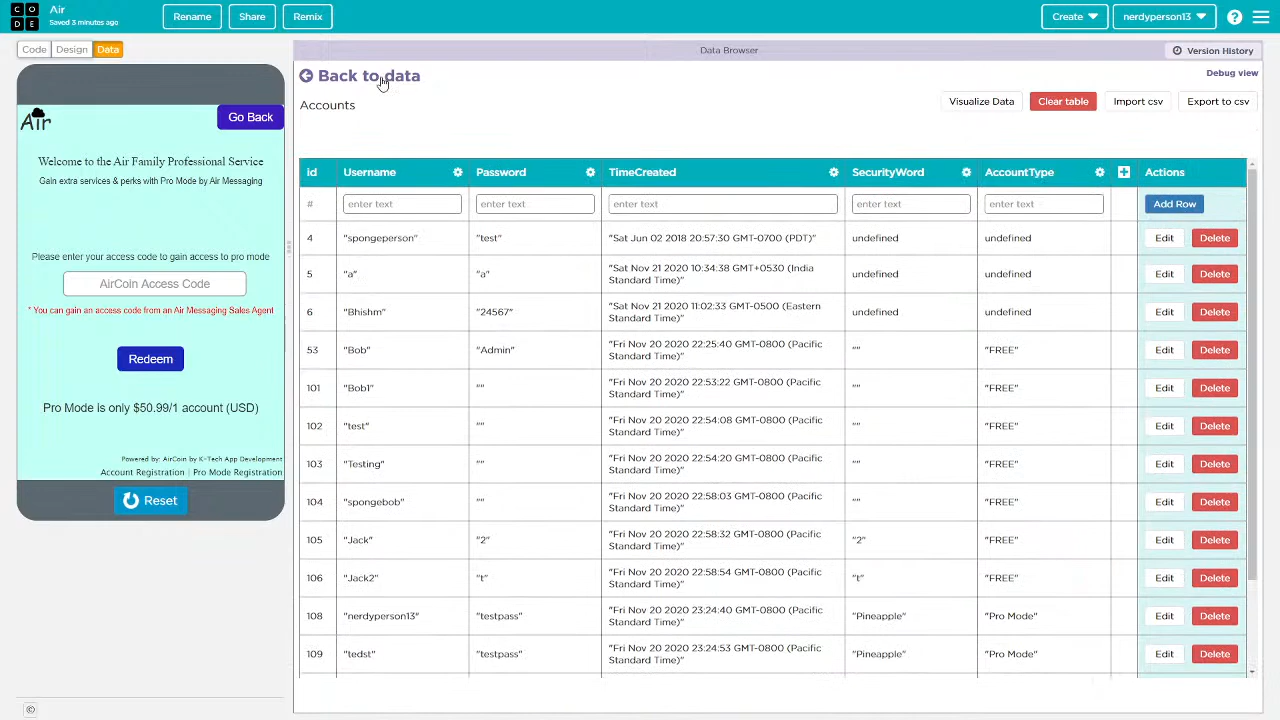 CODE
Air
Saved 3 minutes ago
Rename
Share
Remix
Create
nerdyperson13
?
Code
Design
Data
Data Browser
Version History
Back to data
Debug view
Accounts
Visualize Data
Clear table
Import csv
Export to csv
Air
Go Back
Welcome to the Air Family Professional Service
Gain extra services & perks with Pro Mode by Air Messaging
Please enter your access code to gain access to pro mode
AirCoin Access Code
* You can gain an access code from an Air Messaging Sales Agent
Redeem
Pro Mode is only $50.99/1 account (USD)
Powered by: AirCoin by K-Tech App Development
Account Registration | Pro Mode Registration
Reset
©
id Username Password TimeCreated SecurityWord AccountType Actions
# enter text enter text enter text enter text enter text Add Row
4 "spongeperson" "test" "Sat Jun 02 2018 20:57:30 GMT-0700 (PDT)" undefined undefined Edit Delete
5 "a" "a" "Sat Nov 21 2020 10:34:38 GMT+0530 (India
Standard Time)" undefined undefined Edit Delete
6 "Bhishm" "24567" "Sat Nov 21 2020 11:02:33 GMT-0500 (Eastern
Standard Time)" undefined undefined Edit Delete
53 "Bob" "Admin" "Fri Nov 20 2020 22:25:40 GMT-0800 (Pacific
Standard Time)" "" "FREE" Edit Delete
101 "Bob1" "" "Fri Nov 20 2020 22:53:22 GMT-0800 (Pacific
Standard Time)" "" "FREE" Edit Delete
102 "test" "" "Fri Nov 20 2020 22:54:08 GMT-0800 (Pacific
Standard Time)" "" "FREE" Edit Delete
103 "Testing" "" "Fri Nov 20 2020 22:54:20 GMT-0800 (Pacific
Standard Time)" "" "FREE" Edit Delete
104 "spongebob" "" "Fri Nov 20 2020 22:58:03 GMT-0800 (Pacific
Standard Time)" "" "FREE" Edit Delete
105 "Jack" "2" "Fri Nov 20 2020 22:58:32 GMT-0800 (Pacific
Standard Time)" "2" "FREE" Edit Delete
106 "Jack2" "t" "Fri Nov 20 2020 22:58:54 GMT-0800 (Pacific
Standard Time)" "t" "FREE" Edit Delete
108 "nerdyperson13" "testpass" "Fri Nov 20 2020 23:24:40 GMT-0800 (Pacific
Standard Time)" "Pineapple" "Pro Mode" Edit Delete
109 "tedst" "testpass" "Fri Nov 20 2020 23:24:53 GMT-0800 (Pacific
Standard Time)" "Pineapple" "Pro Mode" Edit Delete